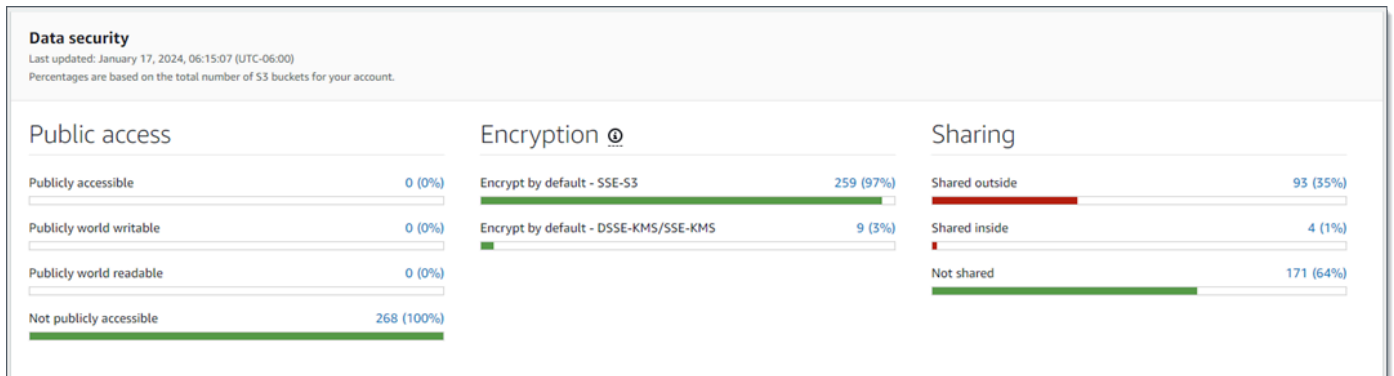 Data security
Last updated: January 17, 2024, 06:15:07 (UTC-06:00)
Percentages are based on the total number of S3 buckets for your account.
Public access
Publicly accessible 0 (0%)
Publicly world writable 0 (0%)
Publicly world readable 0 (0%)
Not publicly accessible 268 (100%)
Encryption
Encrypt by default - SSE-S3 259 (97%)
Encrypt by default - DSSE-KMS/SSE-KMS 9 (3%)
Sharing
Shared outside 93 (35%)
Shared inside 4 (1%)
Not shared 171 (64%)